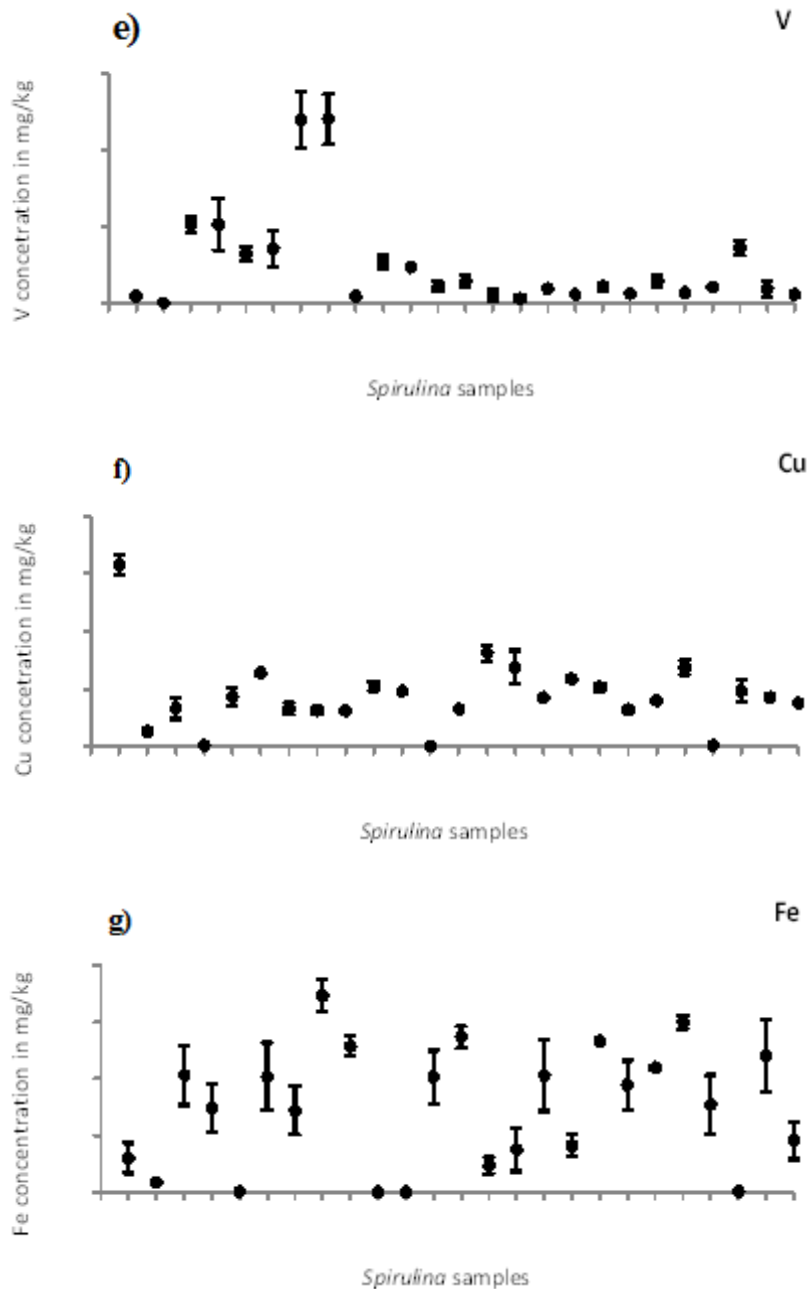 e)
V
V concetration in mg/kg
Spirulina samples
f)
Cu
Cu concetration in mg/kg
Spirulina samples
g)
Fe
Fe concentration in mg/kg
Spirulina samples